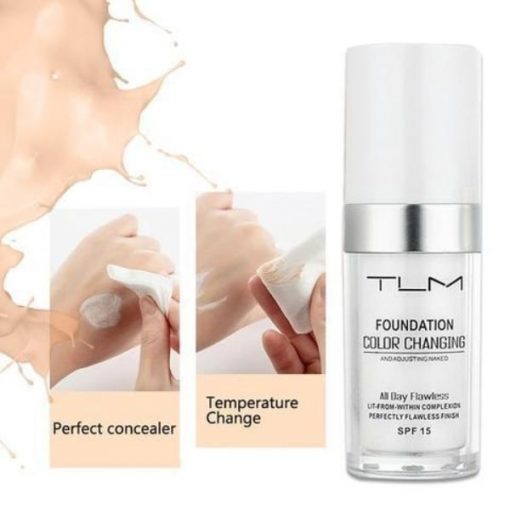 Perfect concealer
Temperature
Change
TLM
FOUNDATION
COLOR CHANGING
AND ADJUSTING NAKED
All Day Flawless
LIT-FROM-WITHIN COMPLEXION
PERFECTLY FLAWLESS FINISH
SPF 15